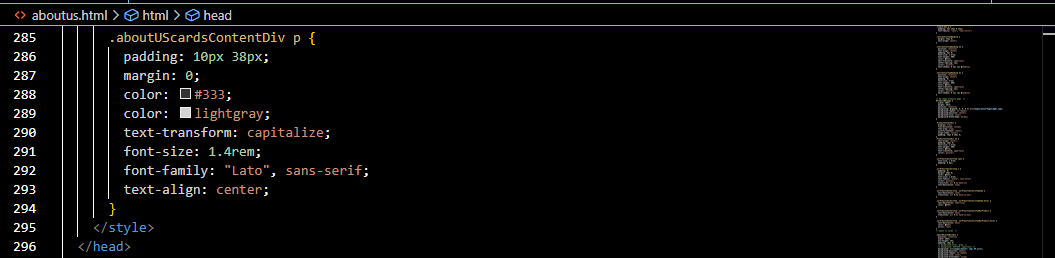 aboutus.html > html > head
285 .aboutUScardsContentDiv p {
286 padding: 10px 38px;
287 margin: 0;
288 color: #333;
289 color: lightgray;
290 text-transform: capitalize;
291 font-size: 1.4rem;
292 font-family: "Lato", sans-serif;
293 text-align: center;
294 }
295 </style>
296 </head>